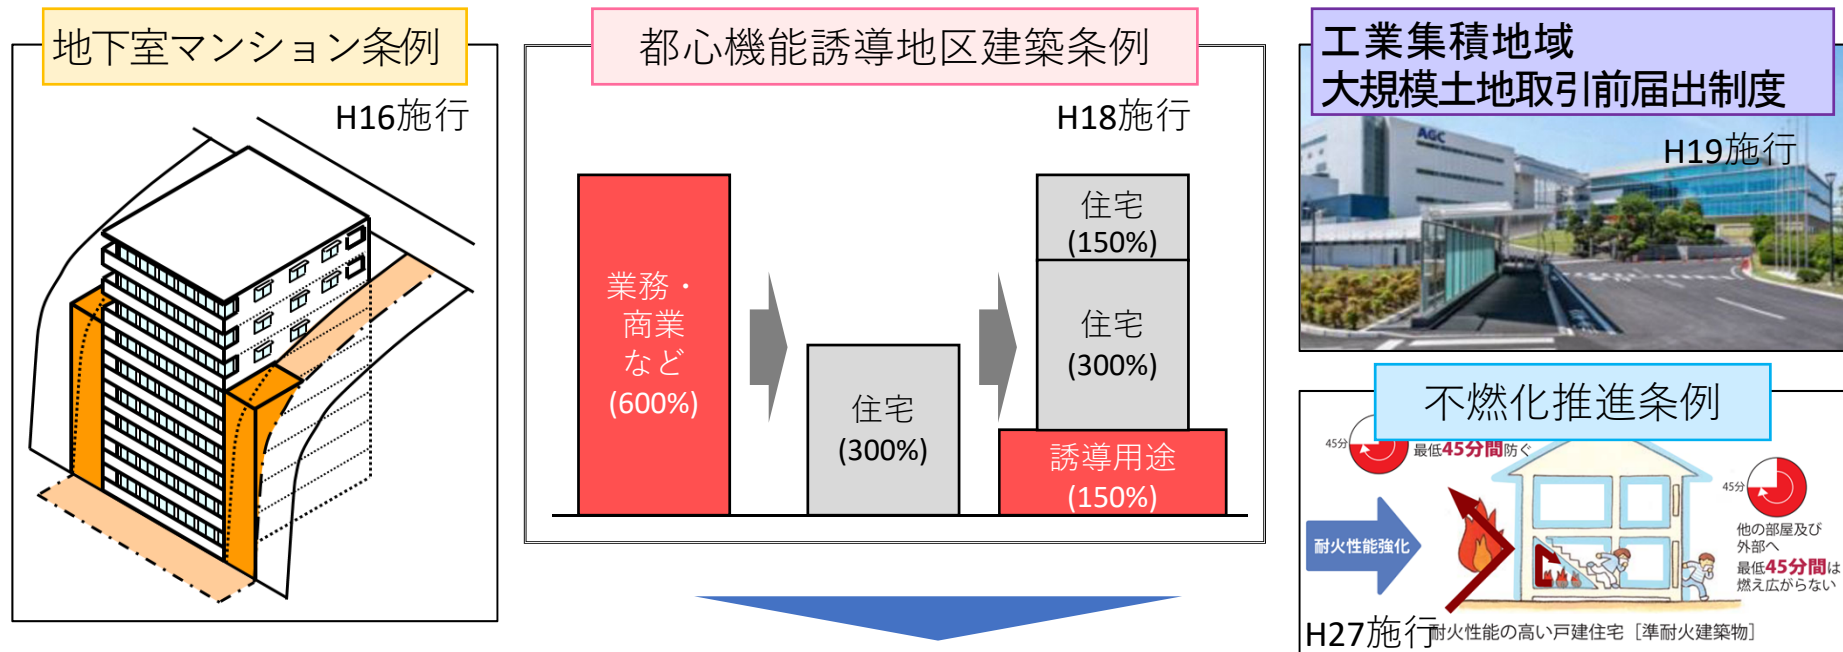 地下室マンション条例
H16施行
都心機能誘導地区建築条例
H18施行
業務・
商業
など
(600%)
住宅
(300%)
住宅
(150%)
住宅
(300%)
誘導用途
(150%)
工業集積地域
大規模土地取引前届出制度
H19施行
AGC
不燃化推進条例
45分
最低45分間防ぐ
耐火性能強化
45分
他の部屋及び
外部へ
最低45分間は
燃え広がらない
H27施行
耐火性能の高い戸建住宅［準耐火建築物］